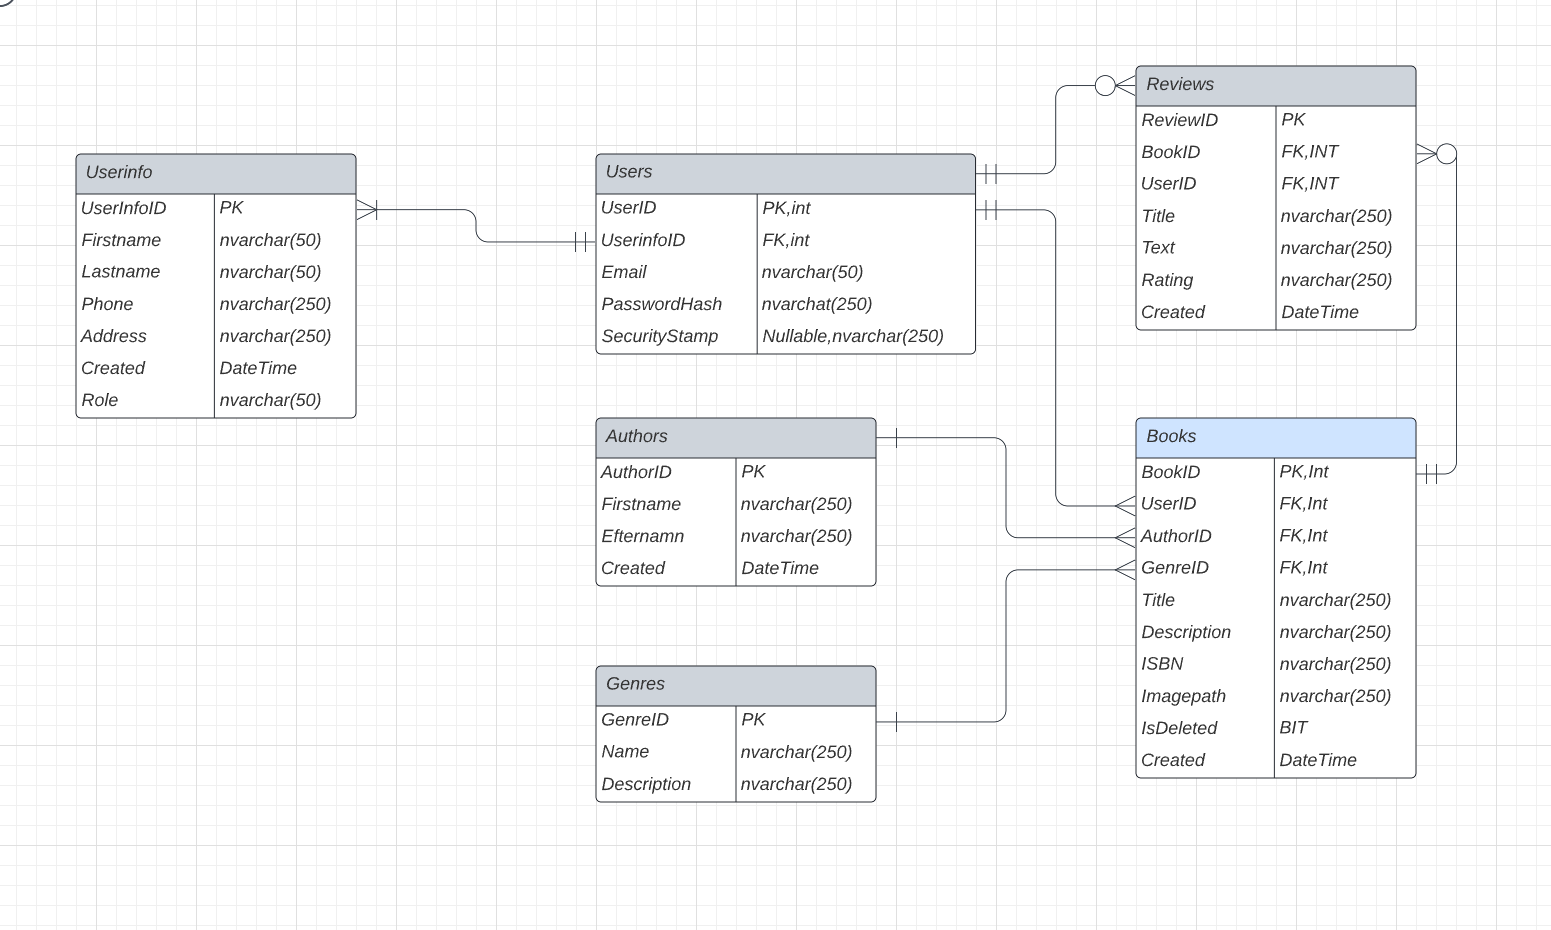 Userinfo
UserInfoID PK
Firstname nvarchar(50)
Lastname nvarchar(50)
Phone nvarchar(250)
Address nvarchar(250)
Created DateTime
Role nvarchar(50)
Users
UserID PK,int
UserinfoID FK,int
Email nvarchar(50)
PasswordHash nvarchat(250)
SecurityStamp Nullable,nvarchar(250)
Reviews
ReviewID PK
BookID FK,INT
UserID FK,INT
Title nvarchar(250)
Text nvarchar(250)
Rating nvarchar(250)
Created DateTime
Authors
AuthorID PK
Firstname nvarchar(250)
Efternamn nvarchar(250)
Created DateTime
Books
BookID PK,Int
UserID FK,Int
AuthorID FK,Int
GenreID FK,Int
Title nvarchar(250)
Description nvarchar(250)
ISBN nvarchar(250)
Imagepath nvarchar(250)
IsDeleted BIT
Created DateTime
Genres
GenreID PK
Name nvarchar(250)
Description nvarchar(250)